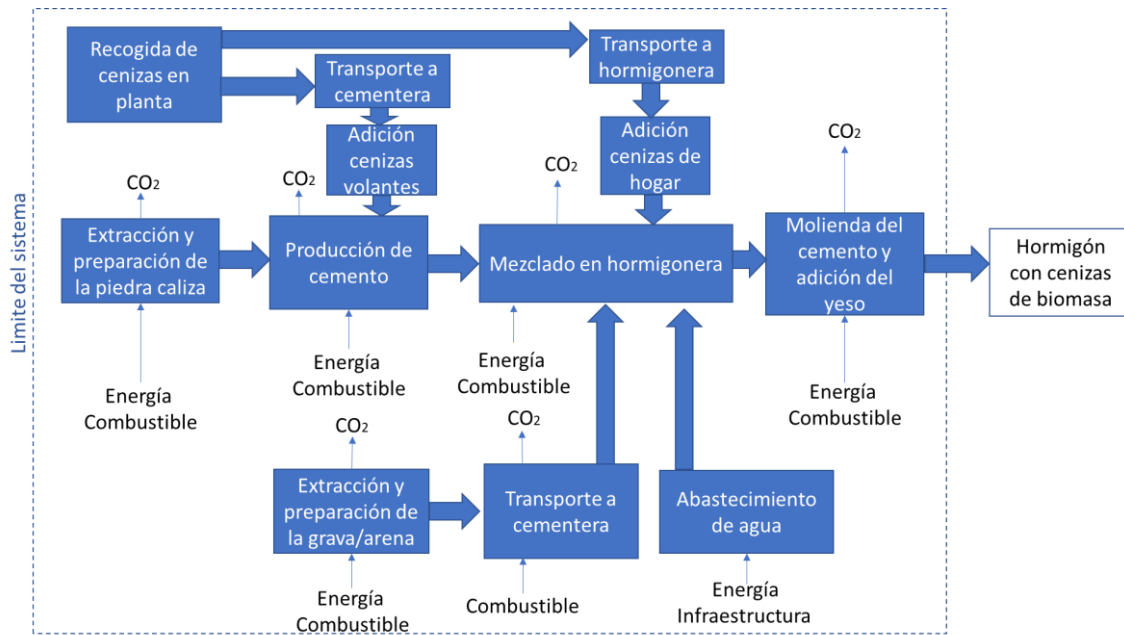 Limite del sistema
Recogida de
cenizas en
planta
Transporte a
cementera
Transporte a
hormigonera
Adición
cenizas
volantes
Adición
cenizas de
hogar
CO2
CO2
CO2
CO2
Extracción y
preparación de
la piedra caliza
Producción de
cemento
Mezclado en
hormigonera
Molienda del
cemento y
adición del
yeso
Hormigón
con cenizas
de biomasa
Energía
Combustible
Energía
Combustible
Energía
Combustible
Energía
Combustible
CO2
CO2
Extracción y
preparación de
la grava/arena
Transporte a
cementera
Abastecimiento
de agua
Energía
Combustible
Combustible
Energía
Infraestructura